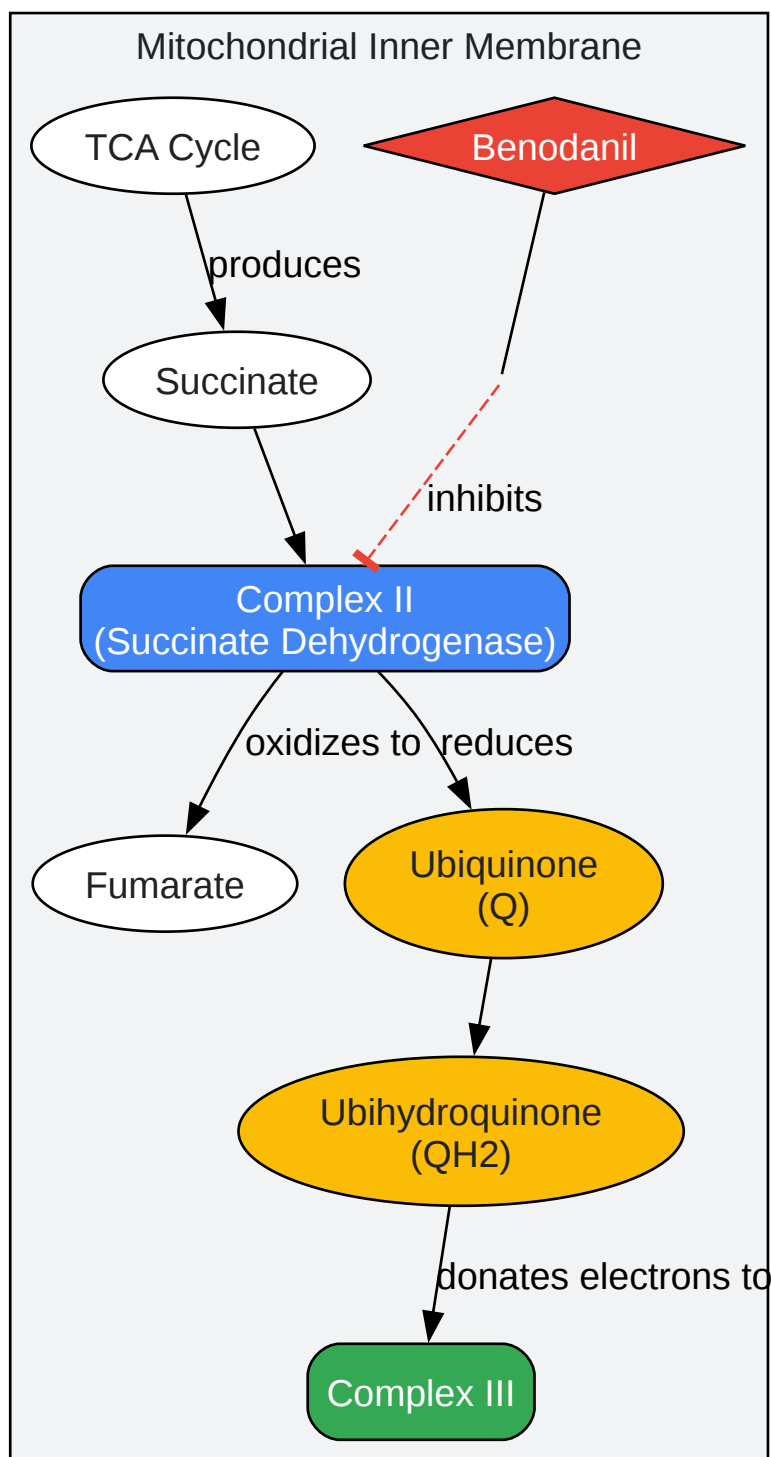 Mitochondrial Inner Membrane
TCA Cycle
Benodanil
produces
Succinate
inhibits
Complex II
(Succinate Dehydrogenase)
oxidizes to
reduces
Fumarate
Ubiquinone
(Q)
Ubihydroquinone
(QH2)
donates electrons to
Complex III